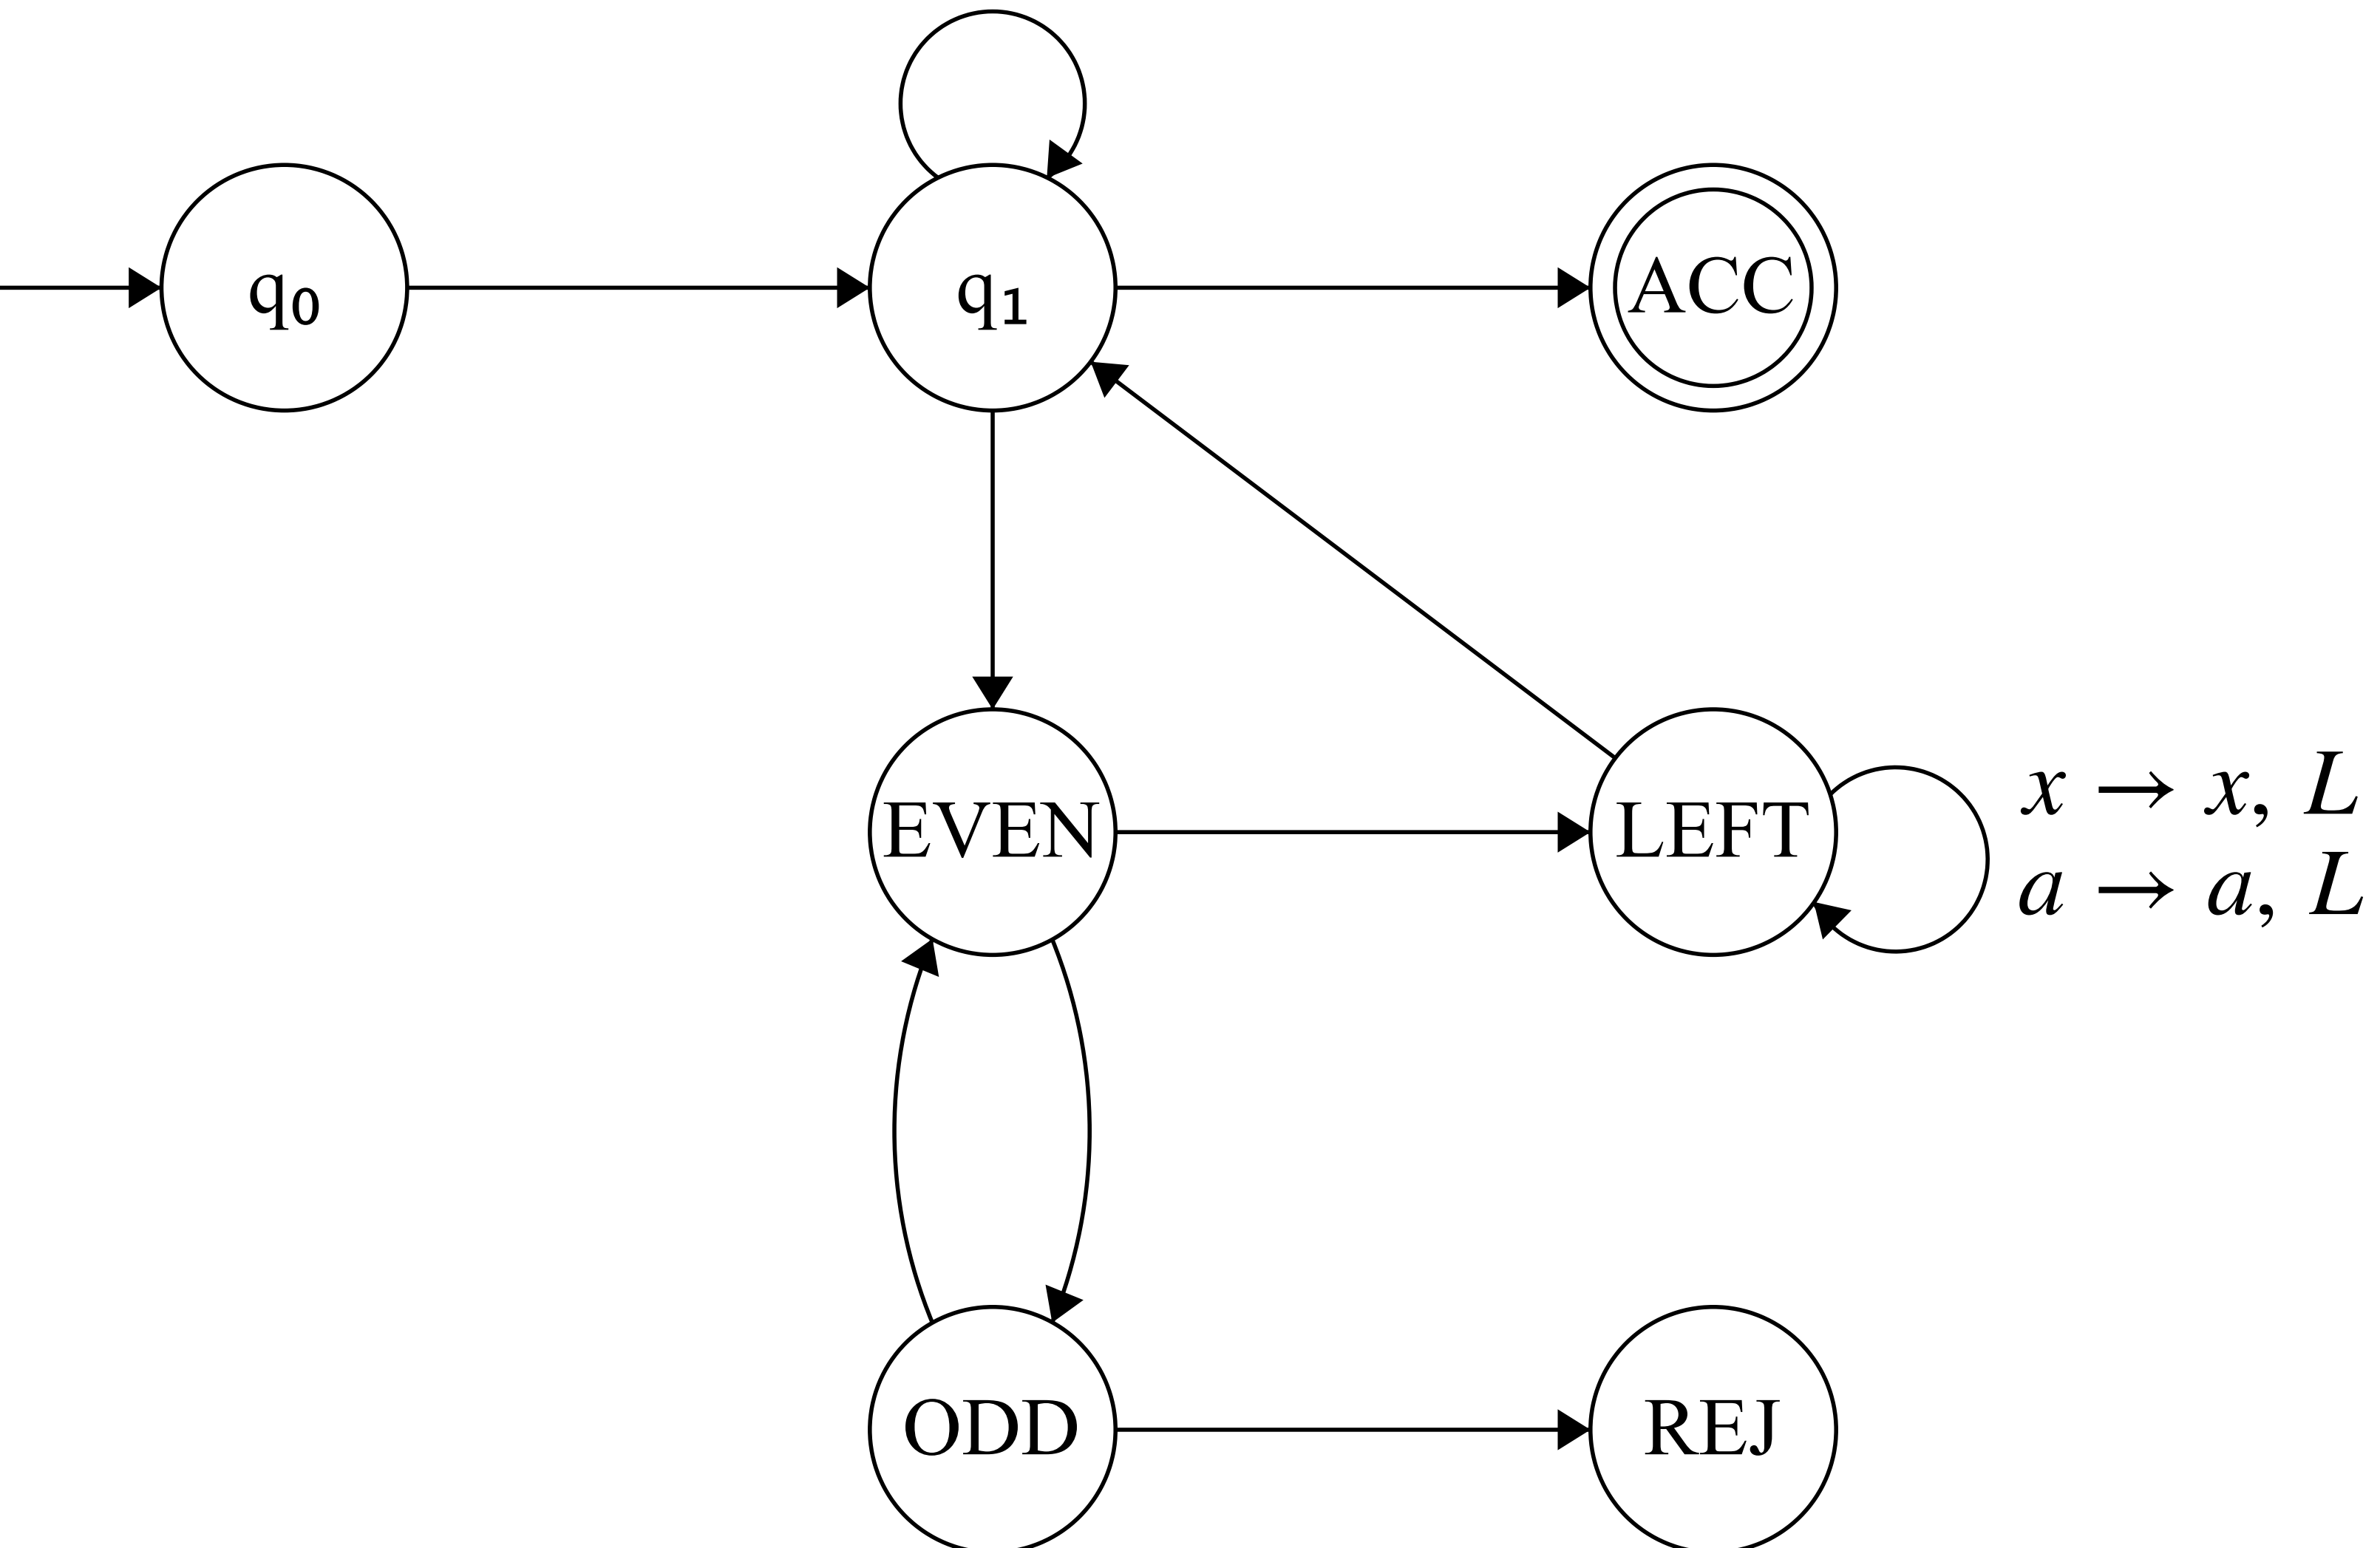 q₀
q₁
ACC
EVEN
LEFT
x → x, L
a → a, L
ODD
REJ